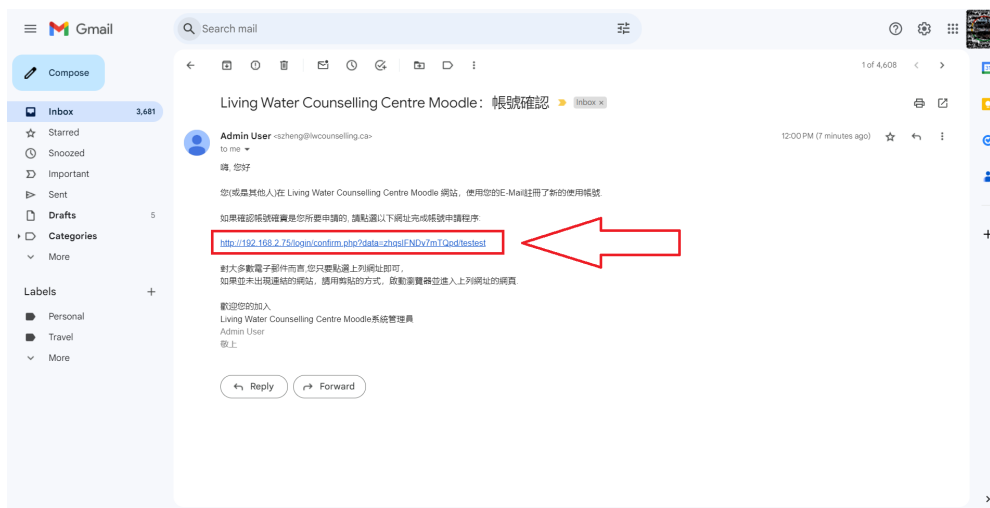 Gmail
Search mail
Compose
1 of 4,608
Inbox 3,681
Starred
Snoozed
Important
Sent
Drafts 5
Categories
More
Labels
Personal
Travel
More
Living Water Counselling Centre Moodle：帳號確認 Inbox ×
Admin User <szheng@lwcounselling.ca> 12:00 PM (7 minutes ago)
to me
嗨, 您好
您(或是其他人)在 Living Water Counselling Centre Moodle 網站，使用您的E-Mail註冊了新的使用帳號.
如果確認帳號確實是您所要申請的, 請點選以下網址完成帳號申請程序:
http://192.168.2.75/login/confirm.php?data=zhqsIFNDv7mTQpd/testest
對大多數電子郵件而言,您只要點選上列網址即可，
如果並未出現連結的網站，請用剪貼的方式，啟動瀏覽器並進入上列網址的網頁.
歡迎您的加入
Living Water Counselling Centre Moodle系統管理員
Admin User
敬上
Reply Forward